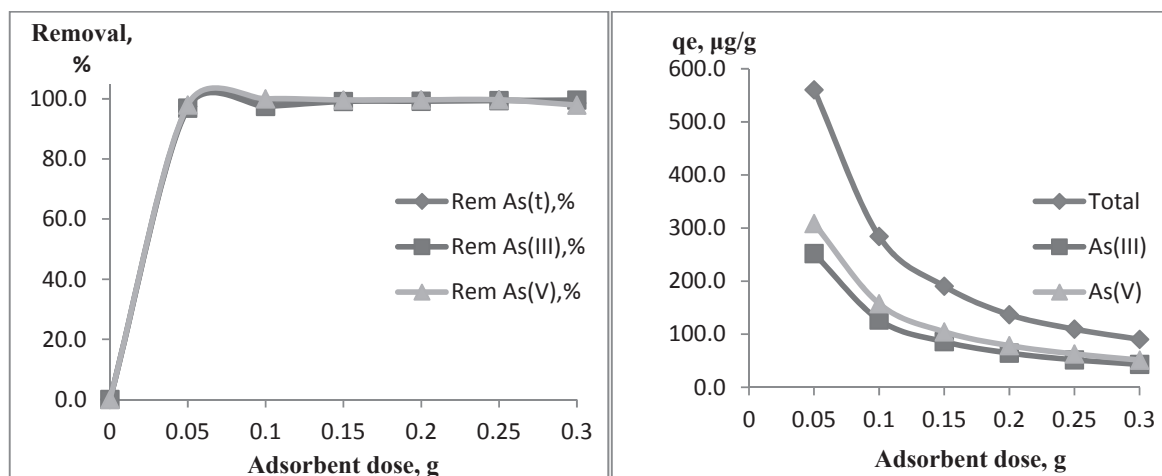 Removal,
%
100.0
80.0
60.0
40.0
20.0
0.0
0 0.05 0.1 0.15 0.2 0.25 0.3
Adsorbent dose, g
Rem As(t),%
Rem As(III),%
Rem As(V),%
qe, µg/g
600.0
500.0
400.0
300.0
200.0
100.0
0.0
0 0.05 0.1 0.15 0.2 0.25 0.3
Adsorbent dose, g
Total
As(III)
As(V)